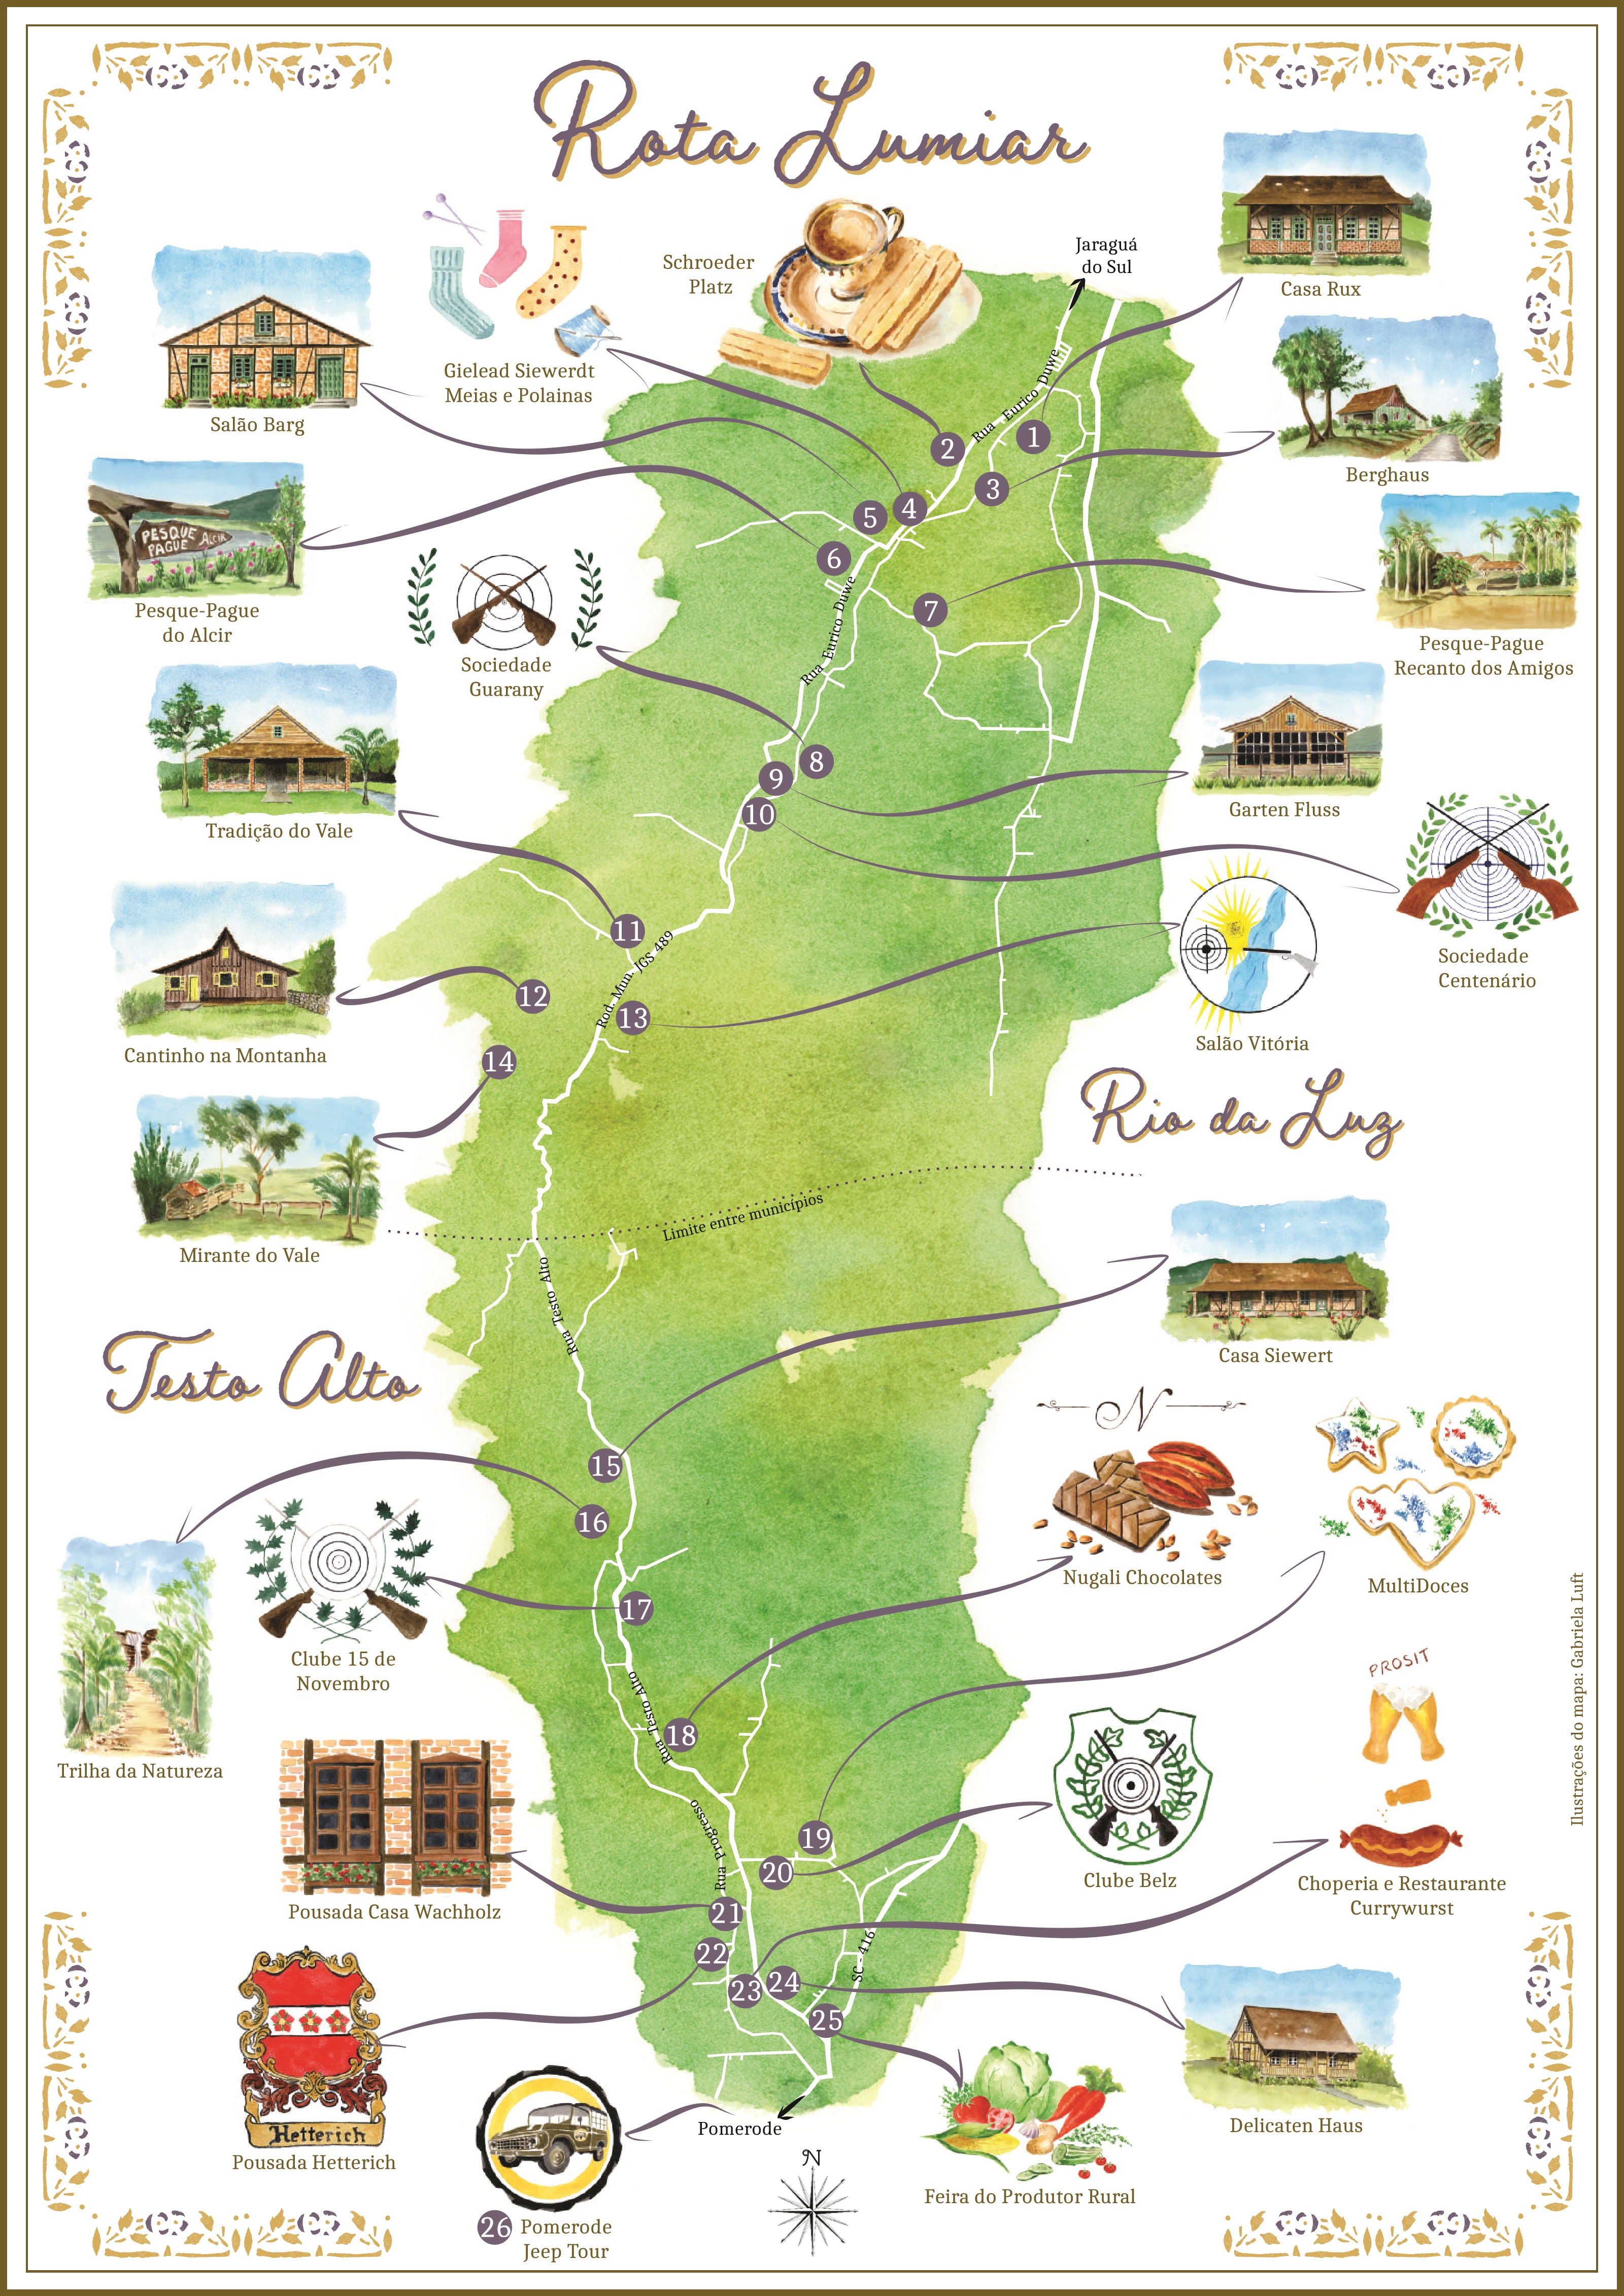 Rota Lumiar
Jaraguá
do Sul
Schroeder
Platz
Casa Rux
Gielead Siewerdt
Meias e Polainas
Salão Barg
Berghaus
Rua Eurico Duwe
1
2
3
4
5
6
7
PESQUE
PAGUE ALCIR
Pesque-Pague
do Alcir
Sociedade
Guarany
Rua Eurico Duwe
Pesque-Pague
Recanto dos Amigos
8
9
10
Tradição do Vale
Garten Fluss
11
Rod. Mun. JGS 489
12
13
14
Sociedade
Centenário
Cantinho na Montanha
Salão Vitória
Rio da Luz
Limite entre municípios
Mirante do Vale
Rua Testo Alto
Casa Siewert
Testo Alto
15
16
17
N
Nugali Chocolates
MultiDoces
Clube 15 de
Novembro
Trilha da Natureza
Rua Testo Alto
18
PROSIT
Ilustrações do mapa: Gabriela Luft
Rua Progresso
19
20
Clube Belz
Choperia e Restaurante
Currywurst
Pousada Casa Wachholz
21
22
23
24
SC - 416
25
Hetterich
Pousada Hetterich
Pomerode
Delicaten Haus
N
Feira do Produtor Rural
26
Pomerode
Jeep Tour